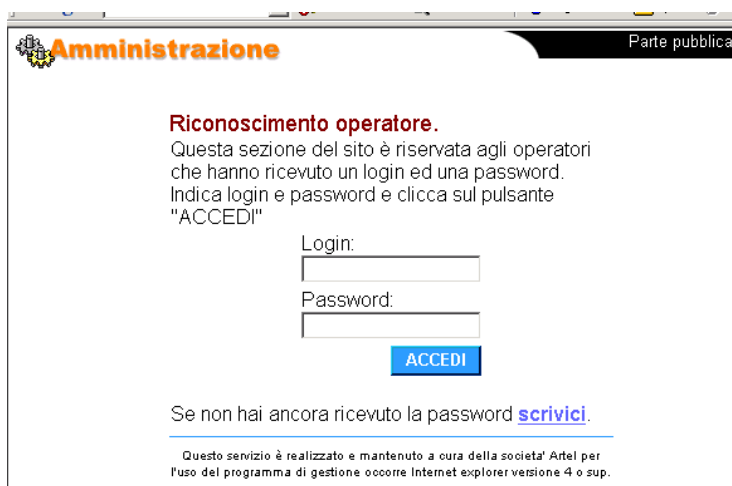 Amministrazione
Parte pubblica
Riconoscimento operatore.
Questa sezione del sito è riservata agli operatori
che hanno ricevuto un login ed una password.
Indica login e password e clicca sul pulsante
"ACCEDI"
Login:
Password:
ACCEDI
Se non hai ancora ricevuto la password scrivici.
Questo servizio è realizzato e mantenuto a cura della societa' Artel per
l'uso del programma di gestione occorre Internet explorer versione 4 o sup.